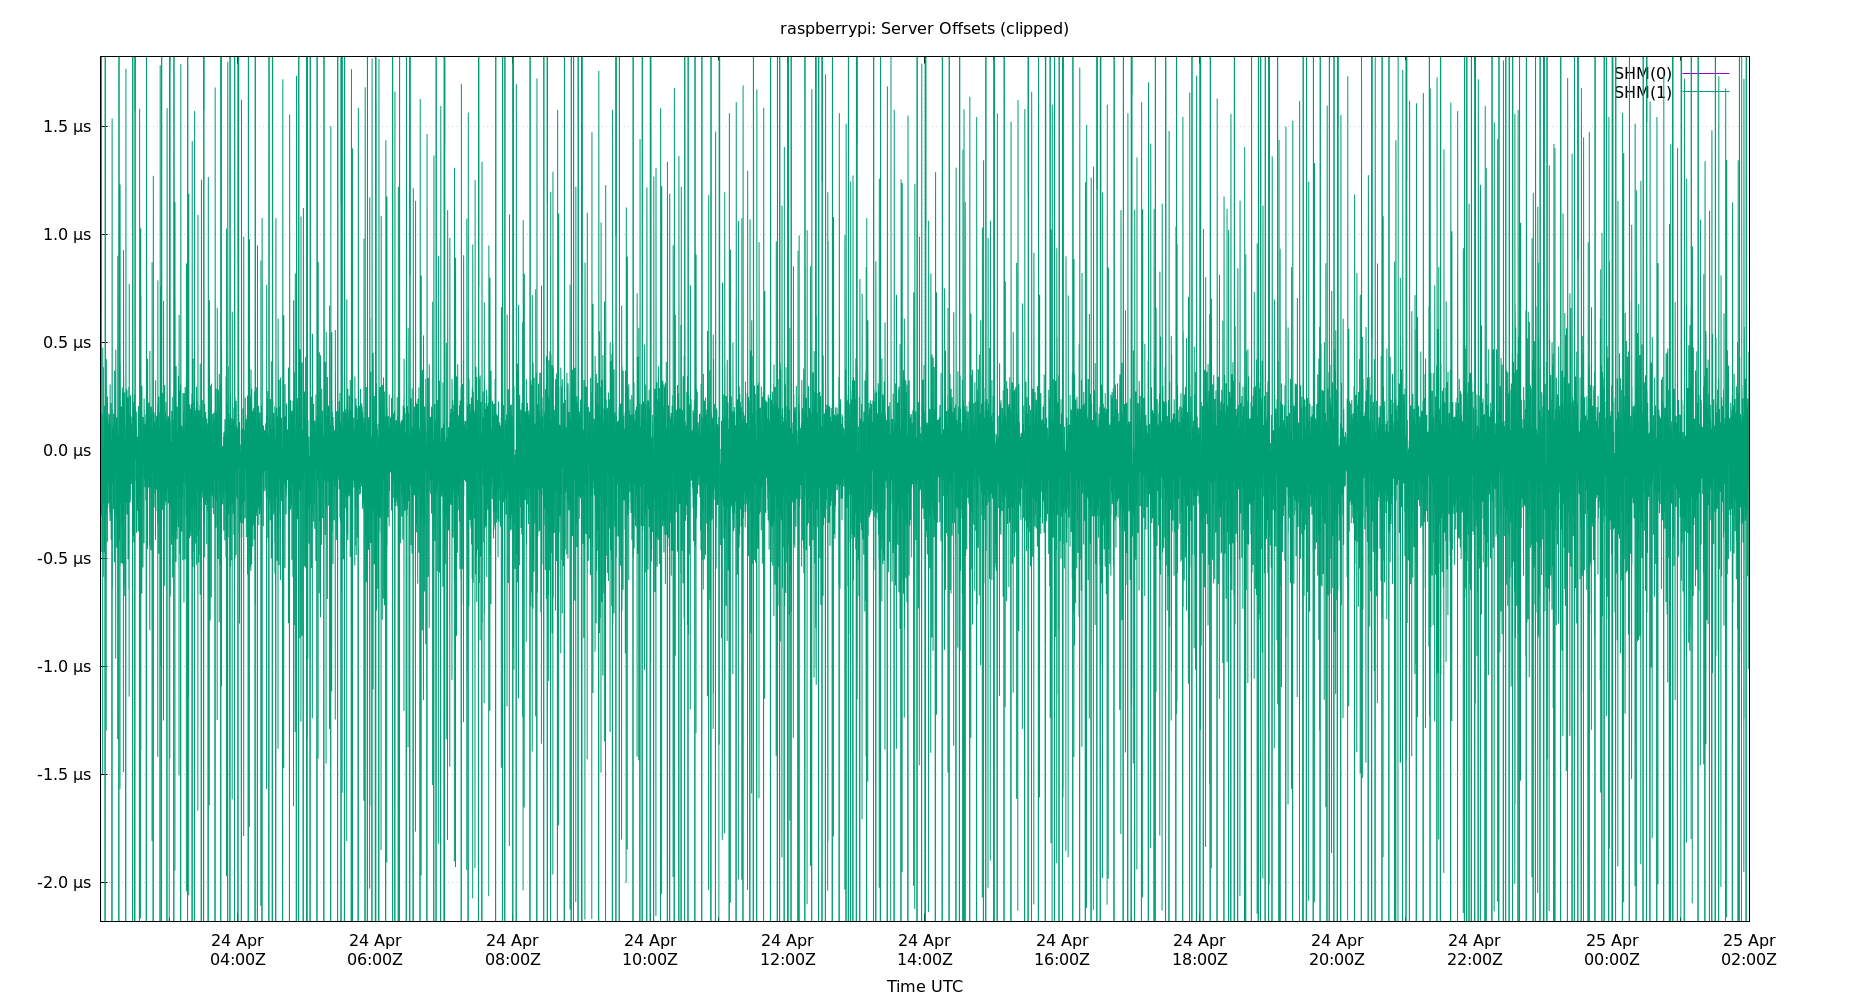 raspberrypi: Server Offsets (clipped)
SHM(0)
SHM(1)
1.5 µs
1.0 µs
0.5 µs
0.0 µs
-0.5 µs
-1.0 µs
-1.5 µs
-2.0 µs
24 Apr 24 Apr 24 Apr 24 Apr 24 Apr 24 Apr 24 Apr 24 Apr 24 Apr 24 Apr 25 Apr 25 Apr
04:00Z 06:00Z 08:00Z 10:00Z 12:00Z 14:00Z 16:00Z 18:00Z 20:00Z 22:00Z 00:00Z 02:00Z
Time UTC